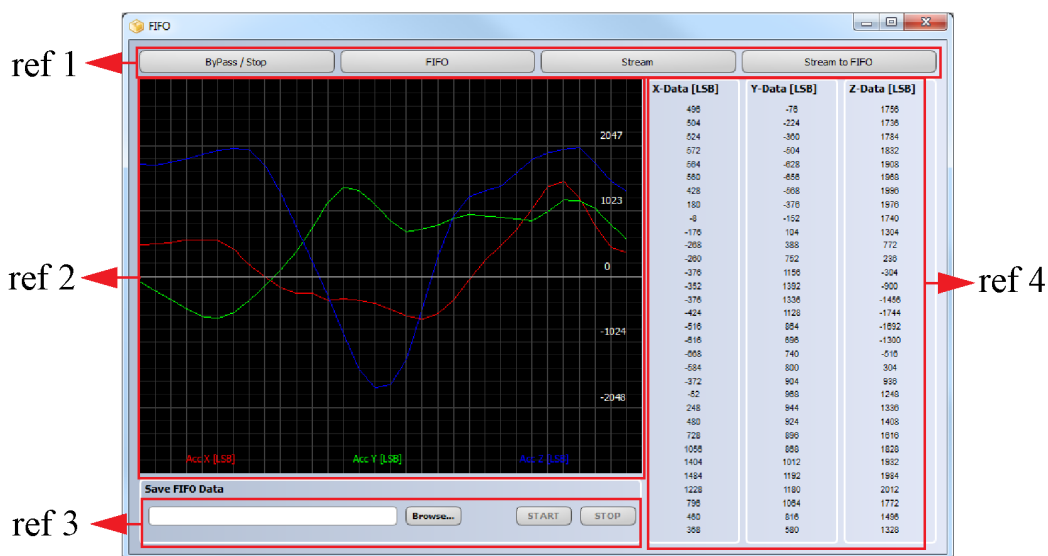 FIFO
ref 1
ByPass / Stop FIFO Stream Stream to FIFO
X-Data [LSB] Y-Data [LSB] Z-Data [LSB]
496 -76 1756
504 -224 1736
524 -360 1784
572 -504 1832
564 -628 1908
560 -656 1968
428 -568 1996
180 -376 1976
-8 -152 1740
-176 104 1304
-268 388 772
-260 752 236
-376 1156 -304
-352 1392 -900
-376 1336 -1456
-424 1128 -1744
-516 864 -1692
-616 696 -1300
-668 740 -516
-584 800 304
-372 904 936
-52 968 1248
248 944 1336
480 924 1408
728 896 1616
1056 868 1828
1404 1012 1932
1484 1192 1984
1228 1180 2012
796 1064 1772
460 816 1496
368 580 1328
2047
1023
0
-1024
-2048
ref 2
ref 4
Acc X [LSB] Acc Y [LSB] Acc Z [LSB]
Save FIFO Data
ref 3
Browse... START STOP